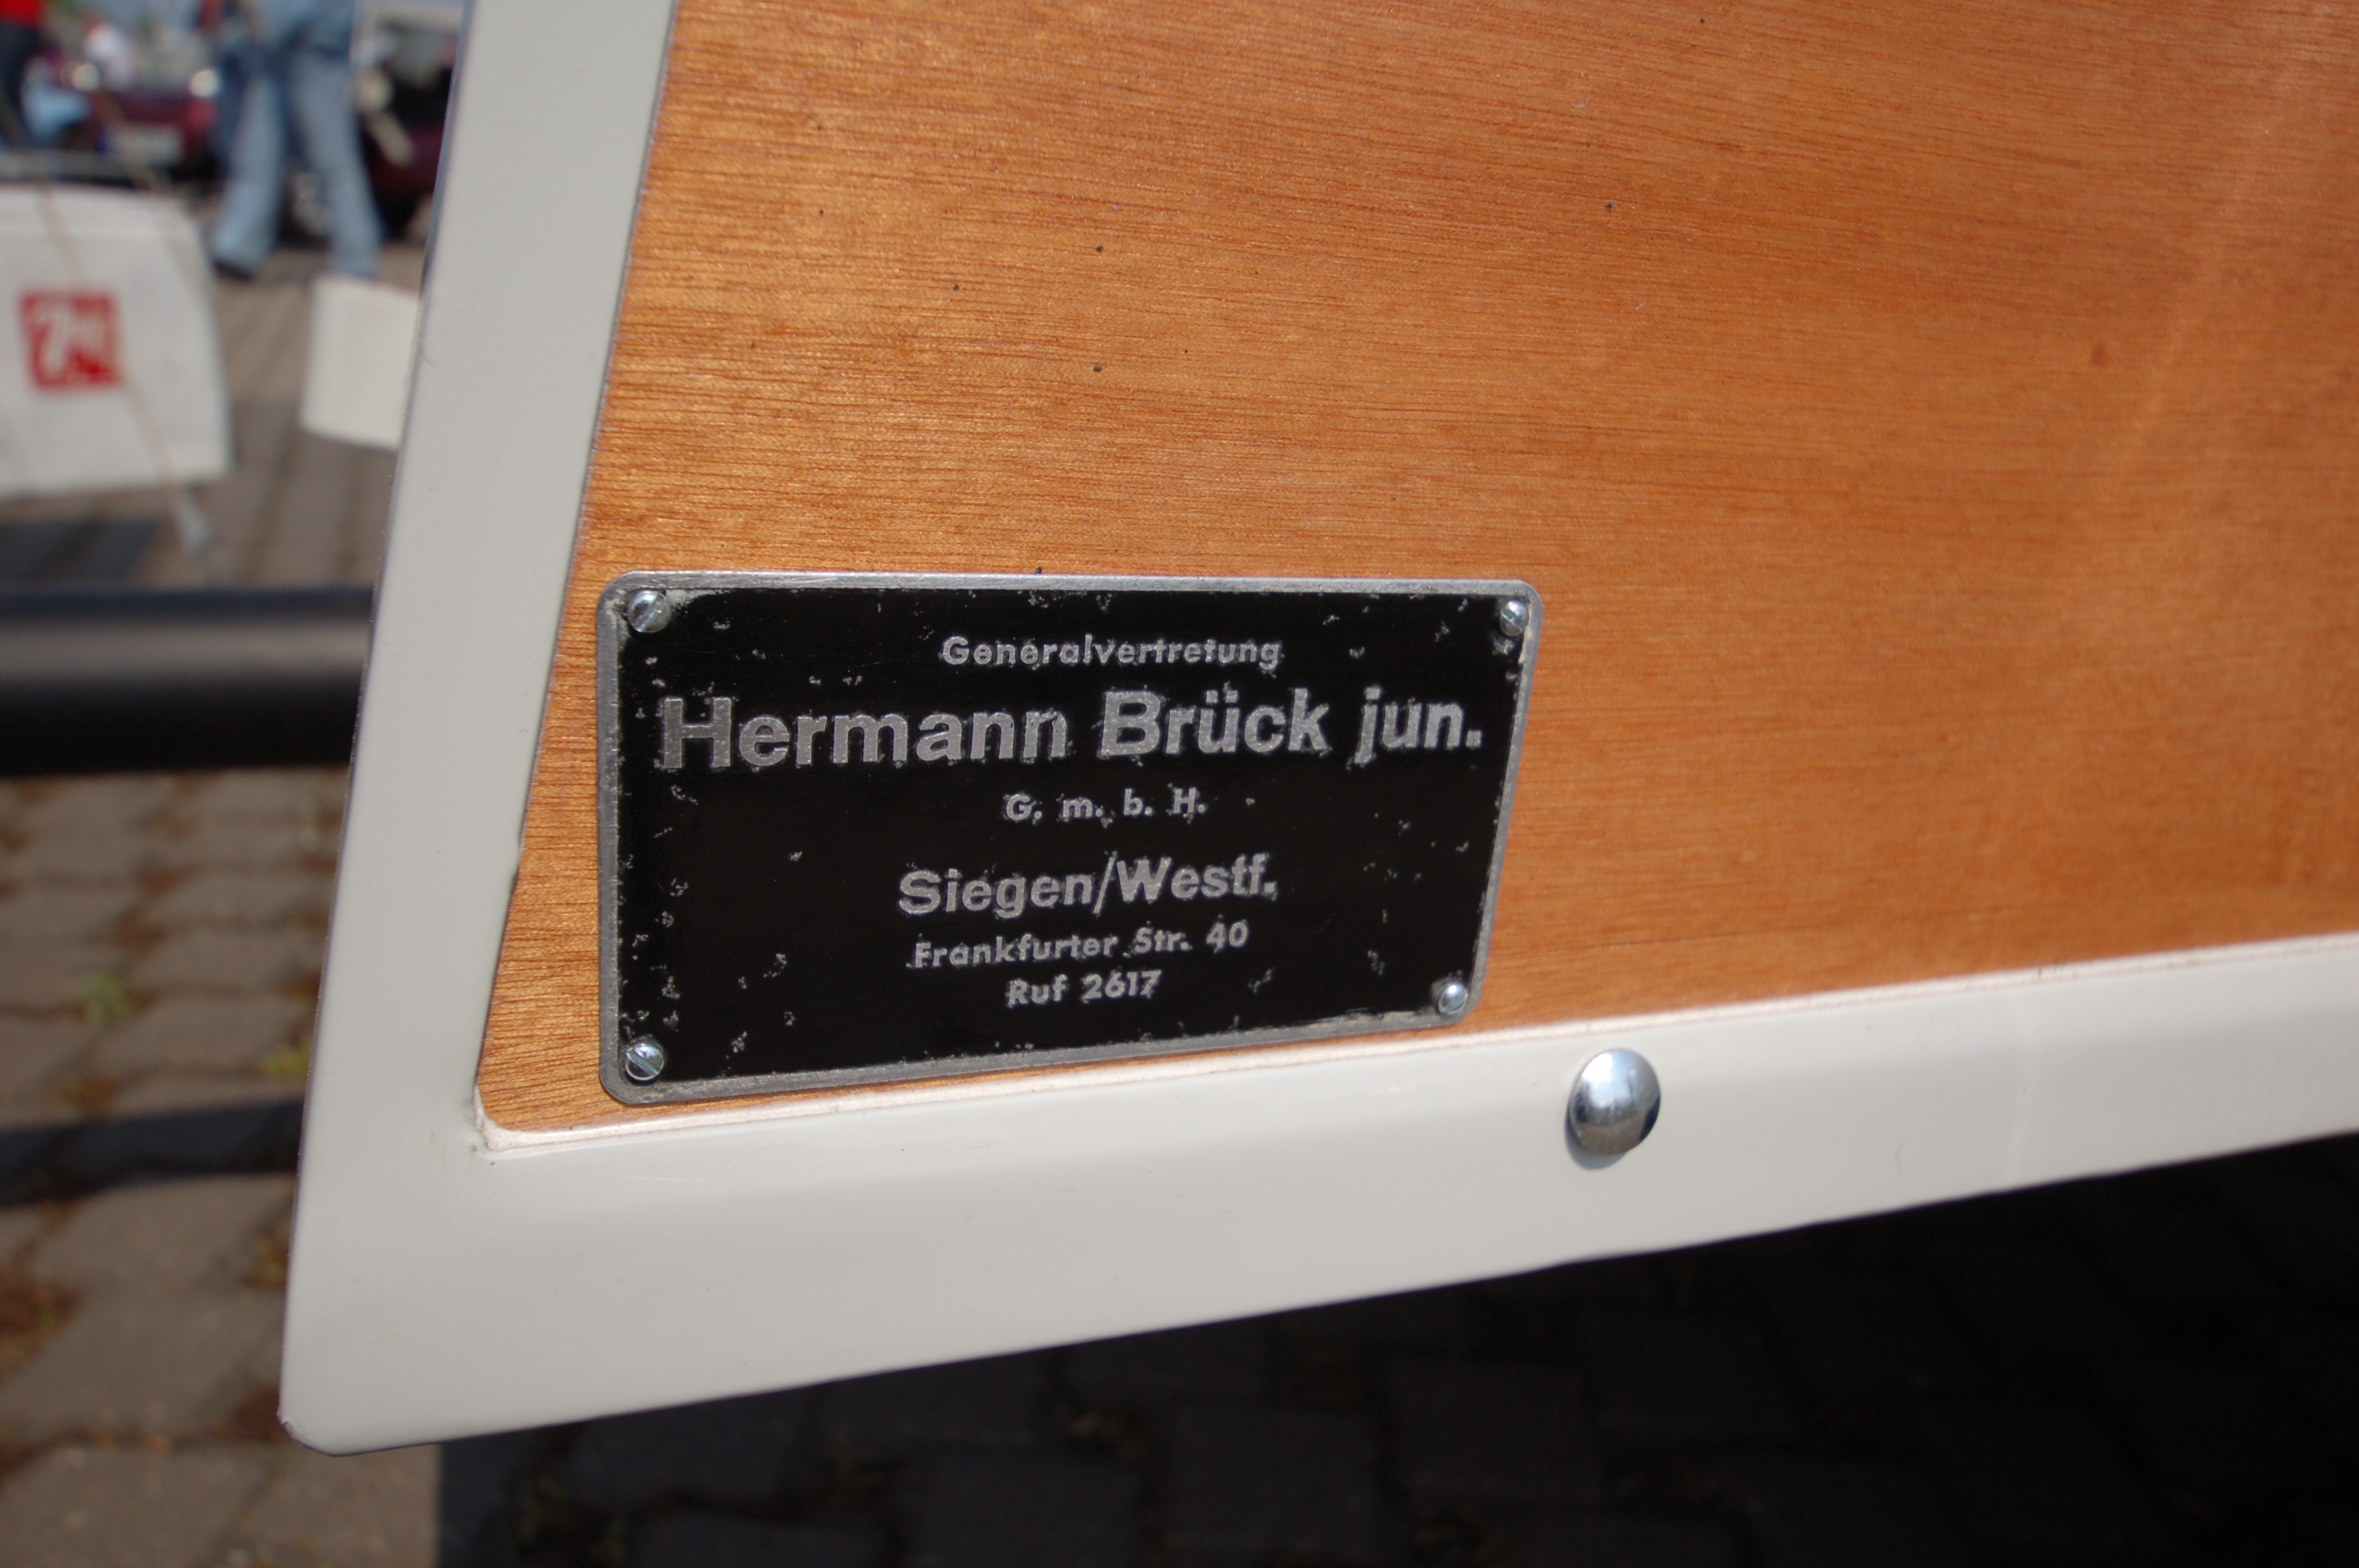 Generalvertretung
Hermann Brück jun.
G. m. b. H.
Siegen/Westf.
Frankfurter Str. 40
Ruf 2617